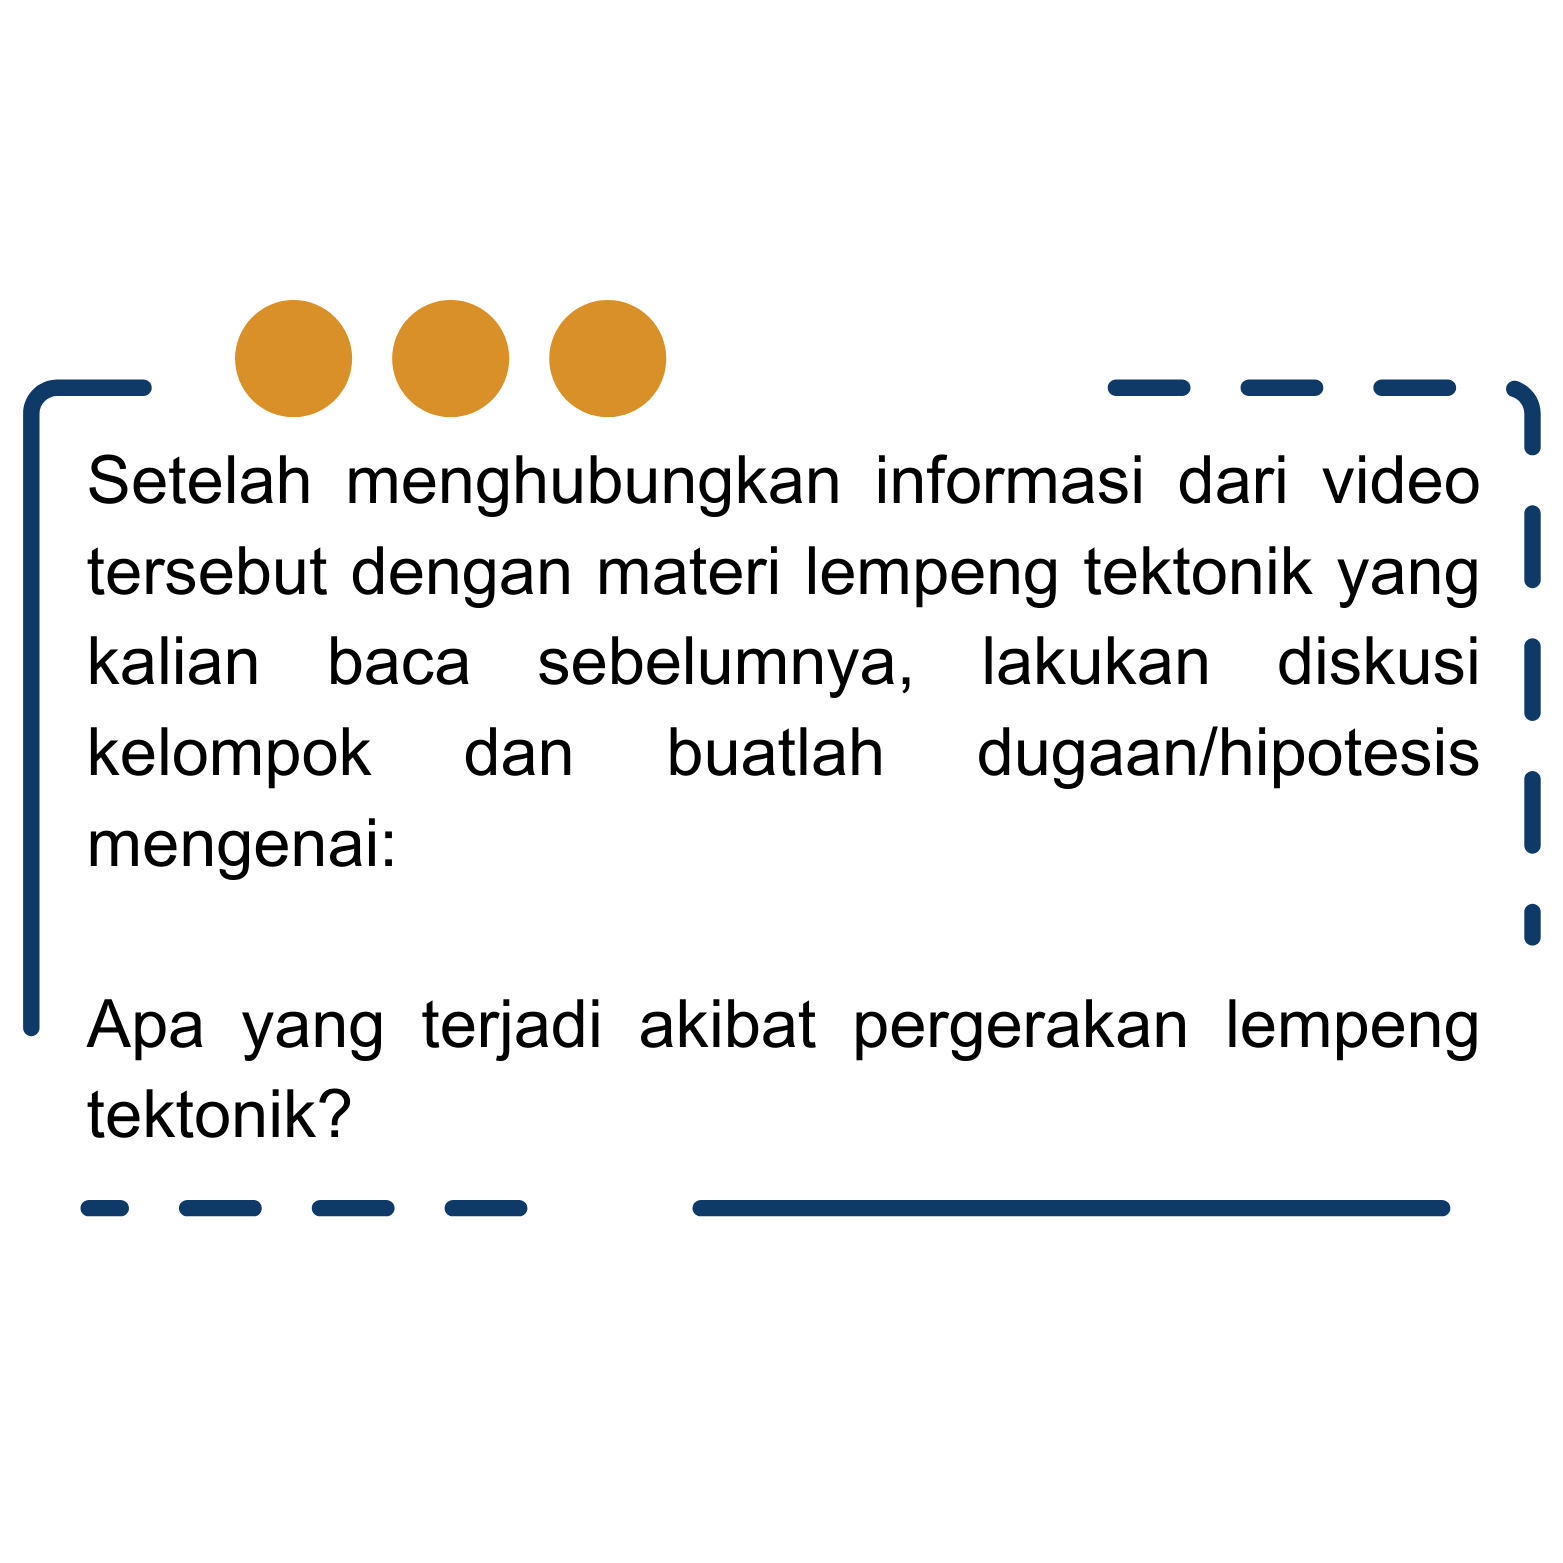 Setelah menghubungkan informasi dari video
tersebut dengan materi lempeng tektonik yang
kalian baca sebelumnya, lakukan diskusi
kelompok dan buatlah dugaan/hipotesis
mengenai:
Apa yang terjadi akibat pergerakan lempeng
tektonik?